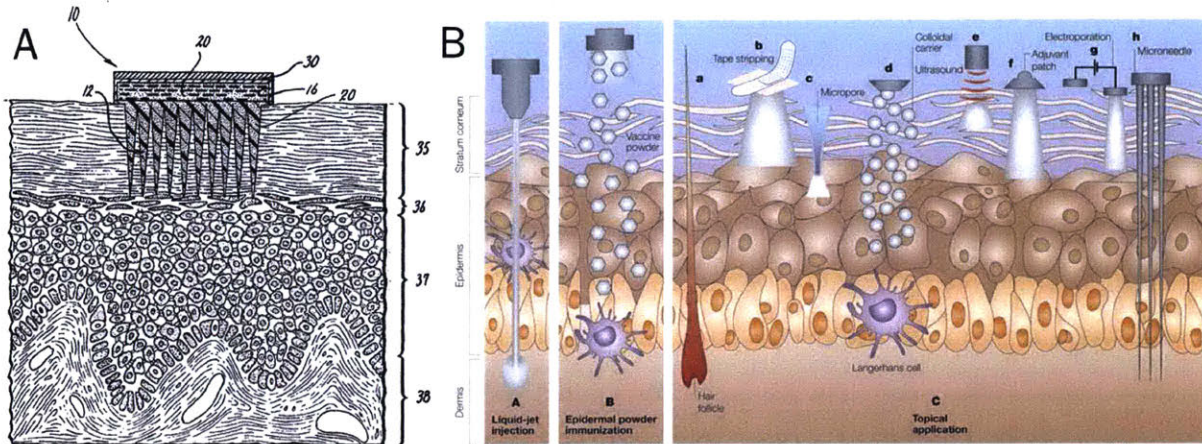 A
10
20
30
16
20
12
35
36
37
38
B
Stratum corneum
Epidermis
Dermis
A
Liquid-jet
injection
Vaccine
powder
B
Epidermal powder
immunization
a
b
Tape stripping
c
Micropore
d
Colloidal
carrier
e
Ultrasound
f
Adjuvant
patch
Electroporation
g
h
Microneedle
Langerhans cell
Hair
follicle
C
Topical
application